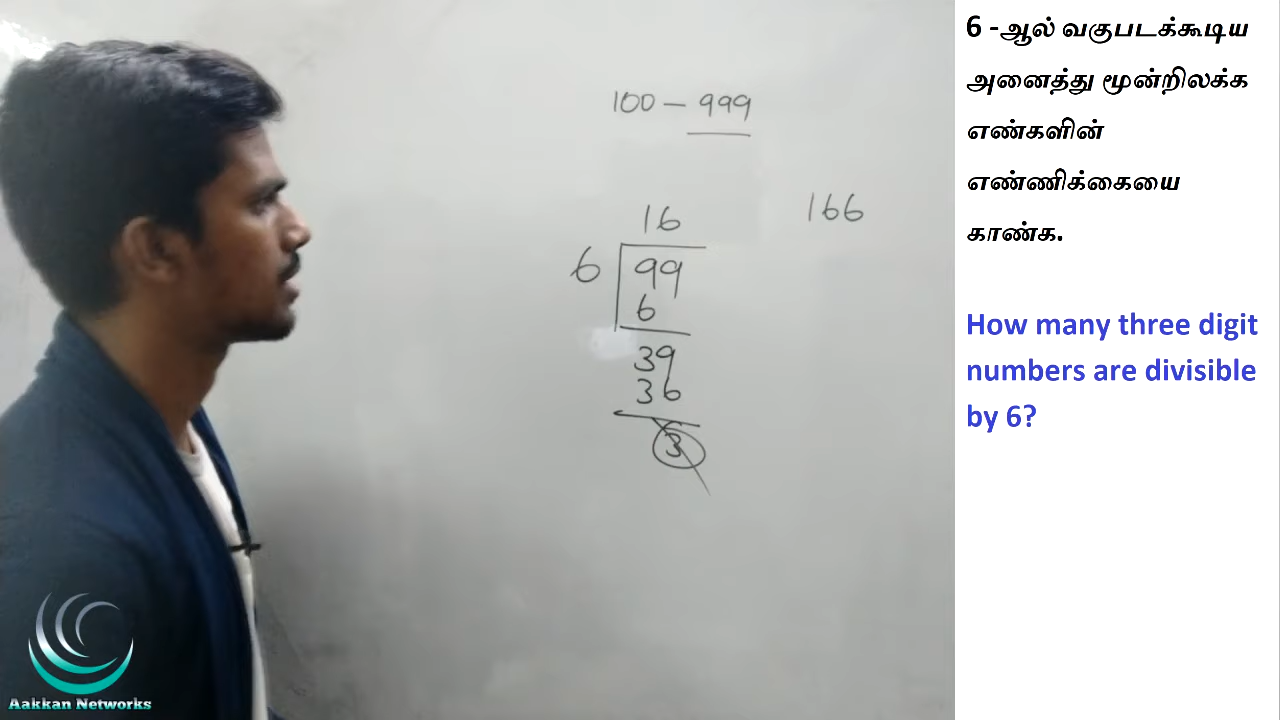 100 - 999
16
166
6 99
6
39
36
3
6 -ஆல் வகுபடக்கூடிய
அனைத்து மூன்றிலக்க
எண்களின்
எண்ணிக்கையை
காண்க.
How many three digit
numbers are divisible
by 6?
Aakkan Networks